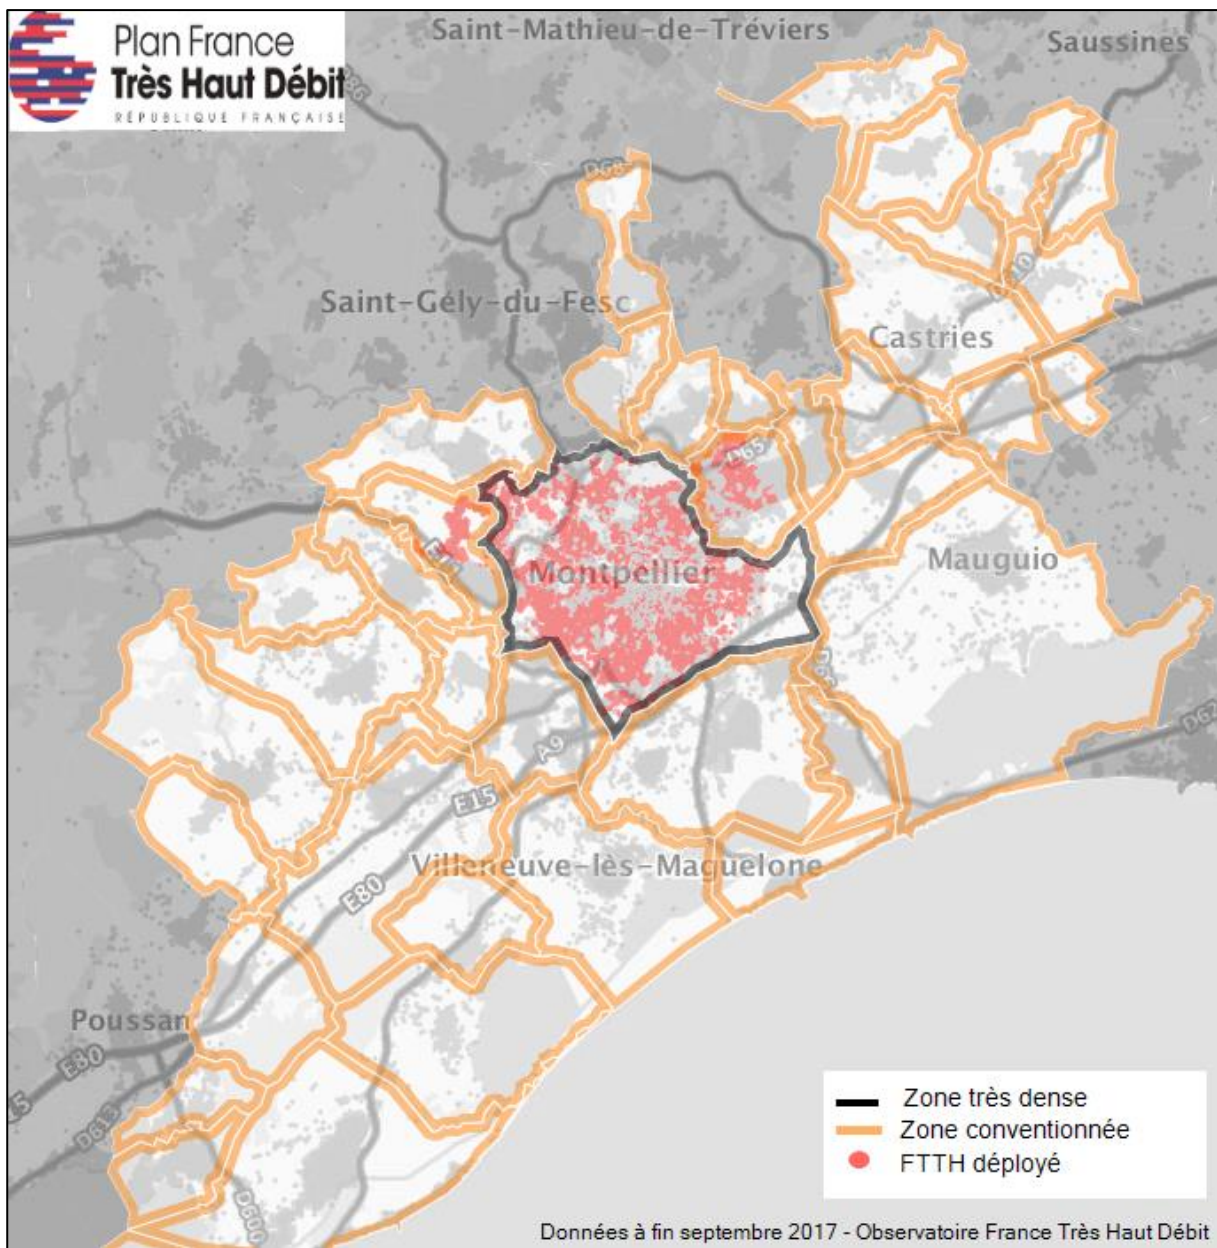 Plan France
Très Haut Débit
RÉPUBLIQUE FRANÇAISE
Saint-Mathieu-de-Tréviers
Saussines
D68
Saint-Gély-du-Fesc
Castries
D65
Montpellier
Mauguio
D62
A9
E15
Villeneuve-lès-Maguelone
E80
Poussan
E80
D613
D600
Zone très dense
Zone conventionnée
FTTH déployé
Données à fin septembre 2017 - Observatoire France Très Haut Débit